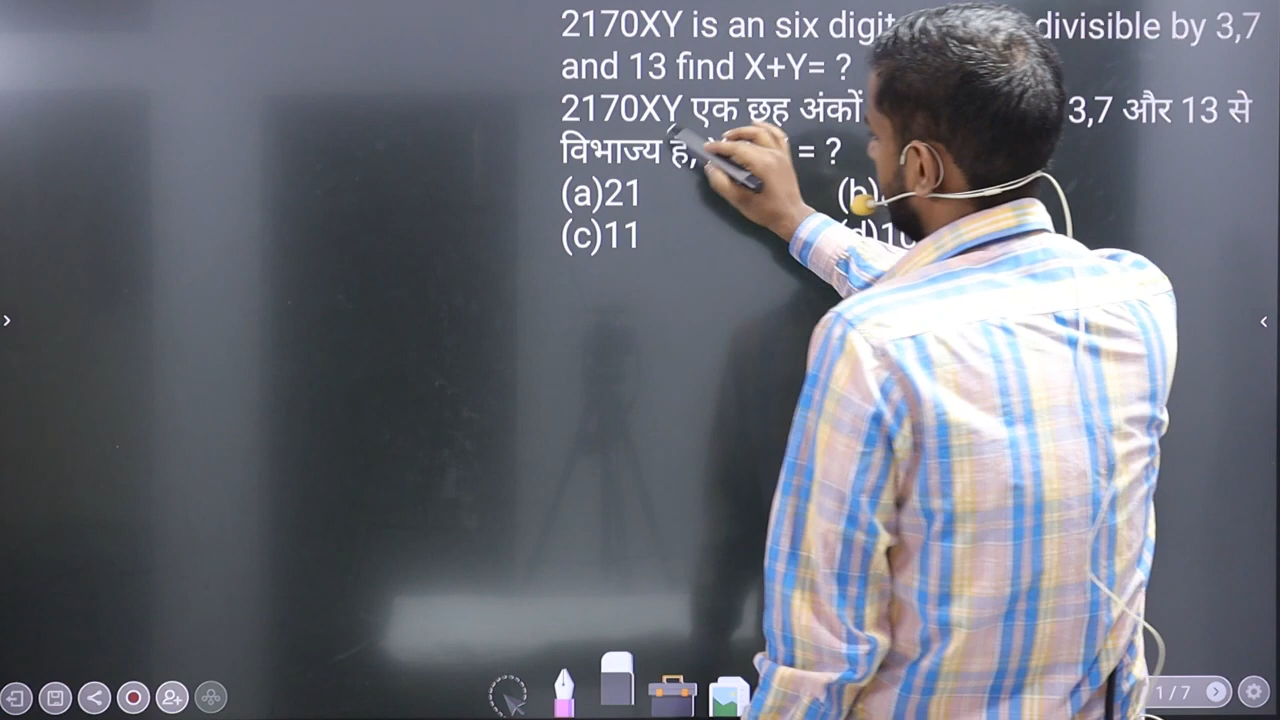 2170XY is an six digit divisible by 3,7
and 13 find X+Y= ?
2170XY एक छह अंकों 3,7 और 13 से
विभाज्य है, = ?
(a)21 (b)
(c)11 (d)
1 / 7